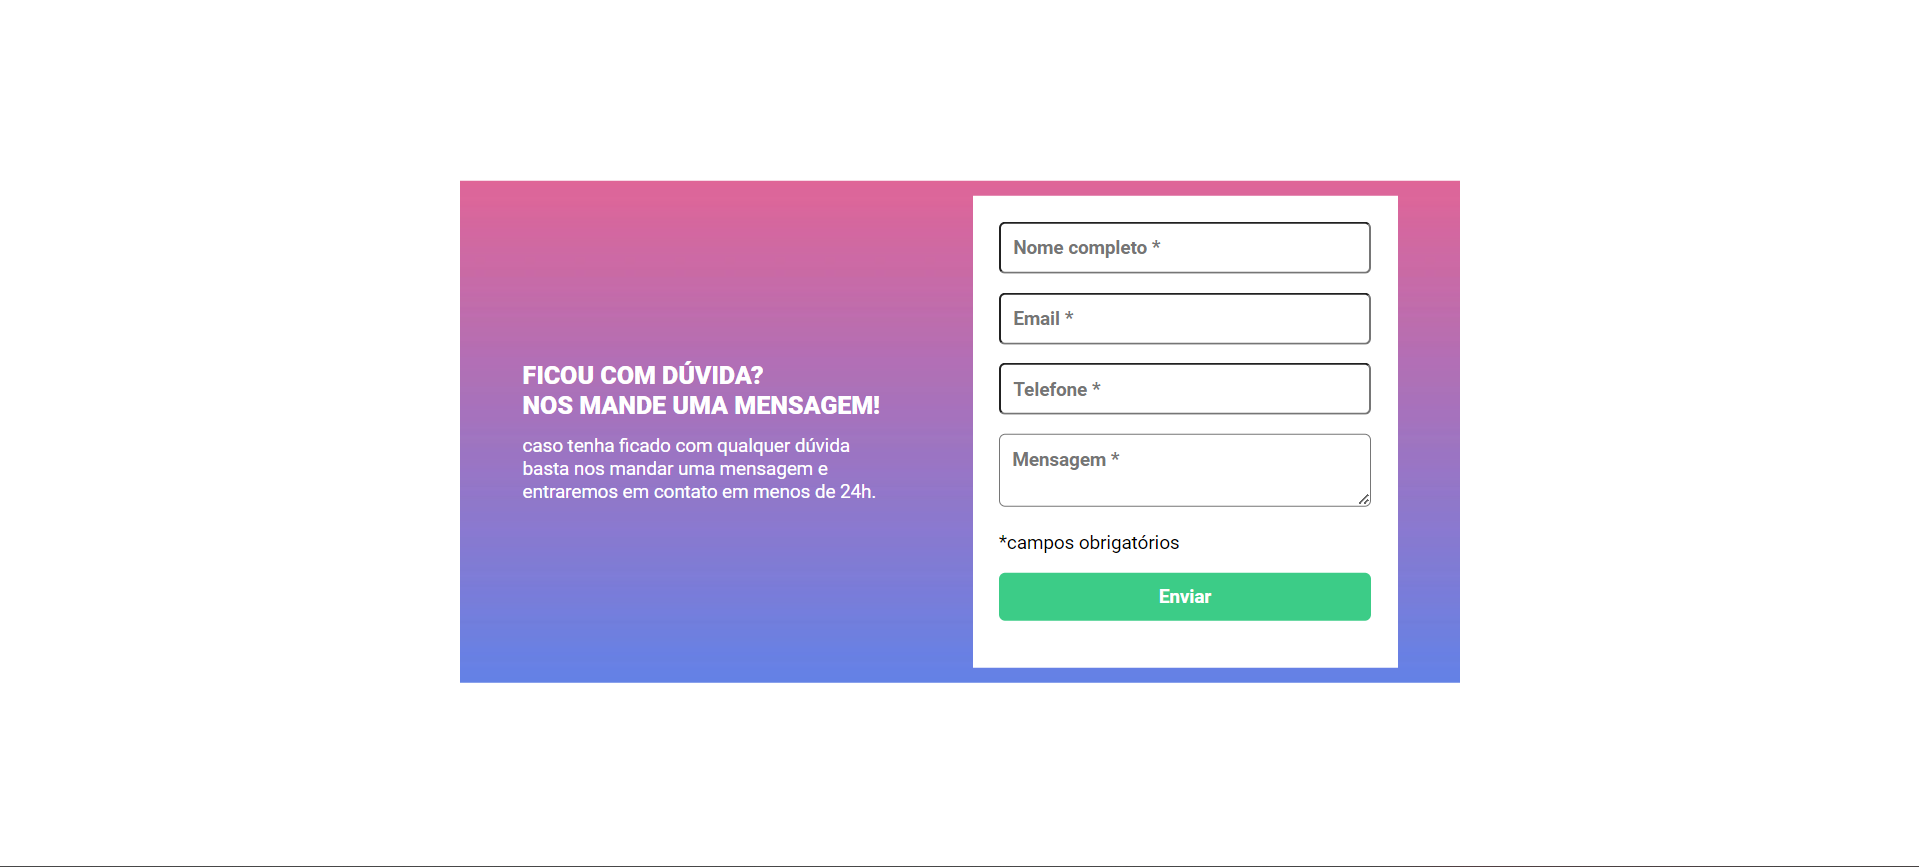 FICOU COM DÚVIDA?
NOS MANDE UMA MENSAGEM!
caso tenha ficado com qualquer dúvida
basta nos mandar uma mensagem e
entraremos em contato em menos de 24h.
Nome completo *
Email *
Telefone *
Mensagem *
*campos obrigatórios
Enviar